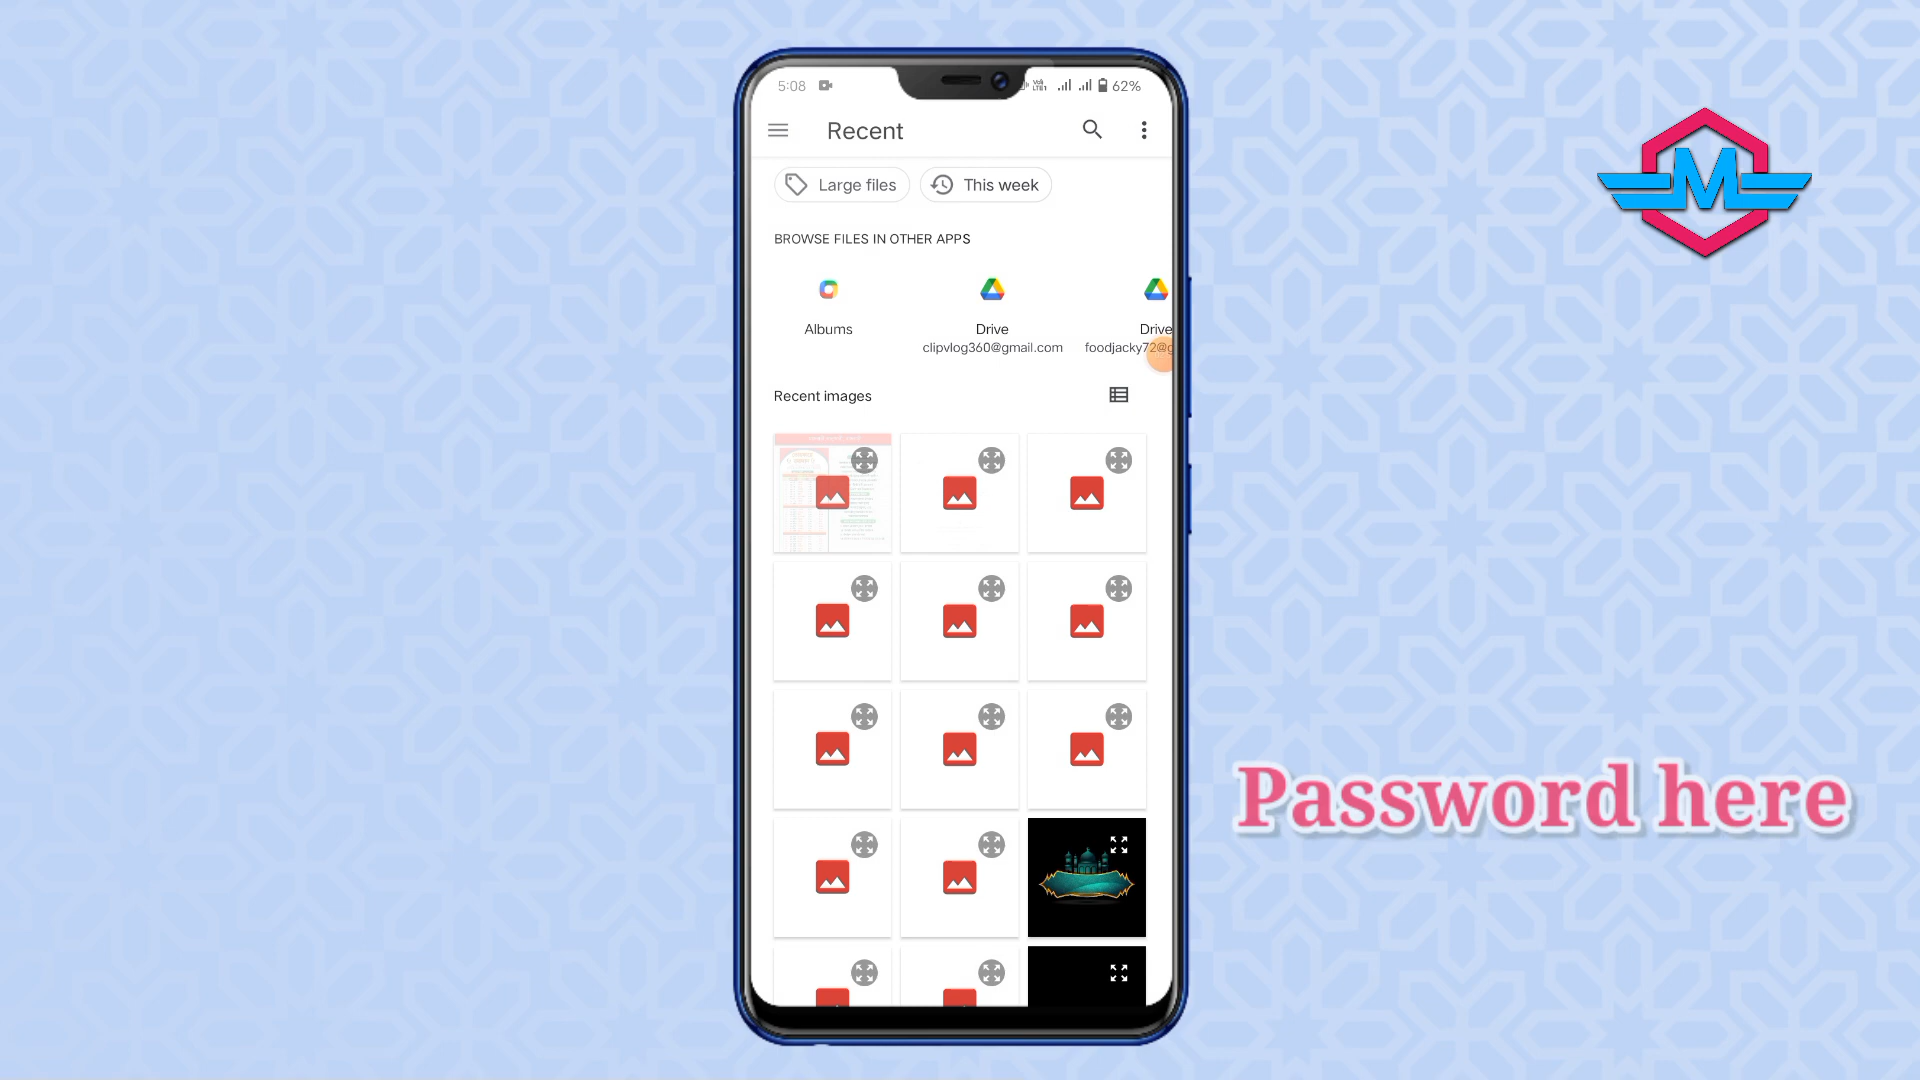 5:08
62%
Recent
Large files
This week
BROWSE FILES IN OTHER APPS
Albums
Drive
clipvlog360@gmail.com
Drive
foodjacky72@g
Recent images
M
Password here